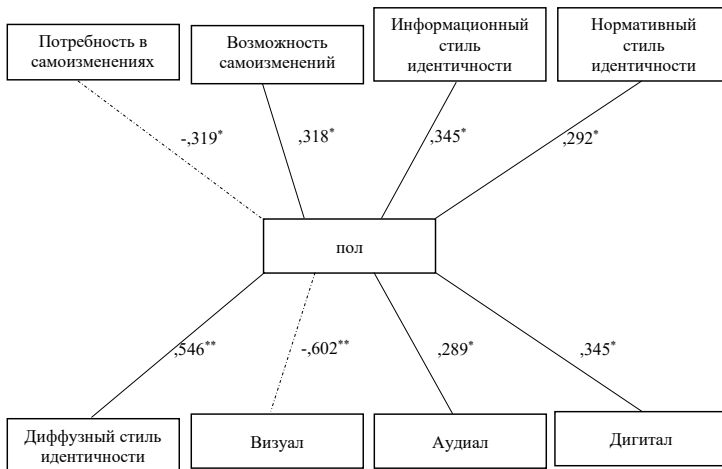 Потребность в
самоизменениях
Возможность
самоизменений
Информационный
стиль
идентичности
Нормативный
стиль
идентичности
-,319*
,318*
,345*
,292*
пол
,546**
-,602**
,289*
,345*
Диффузный стиль
идентичности
Визуал
Аудиал
Дигитал